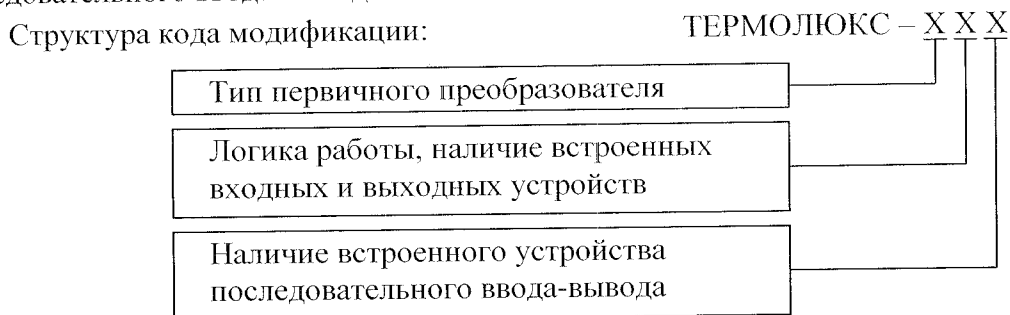 Структура кода модификации: ТЕРМОЛЮКС – X X X
Тип первичного преобразователя
Логика работы, наличие встроенных
входных и выходных устройств
Наличие встроенного устройства
последовательного ввода-вывода